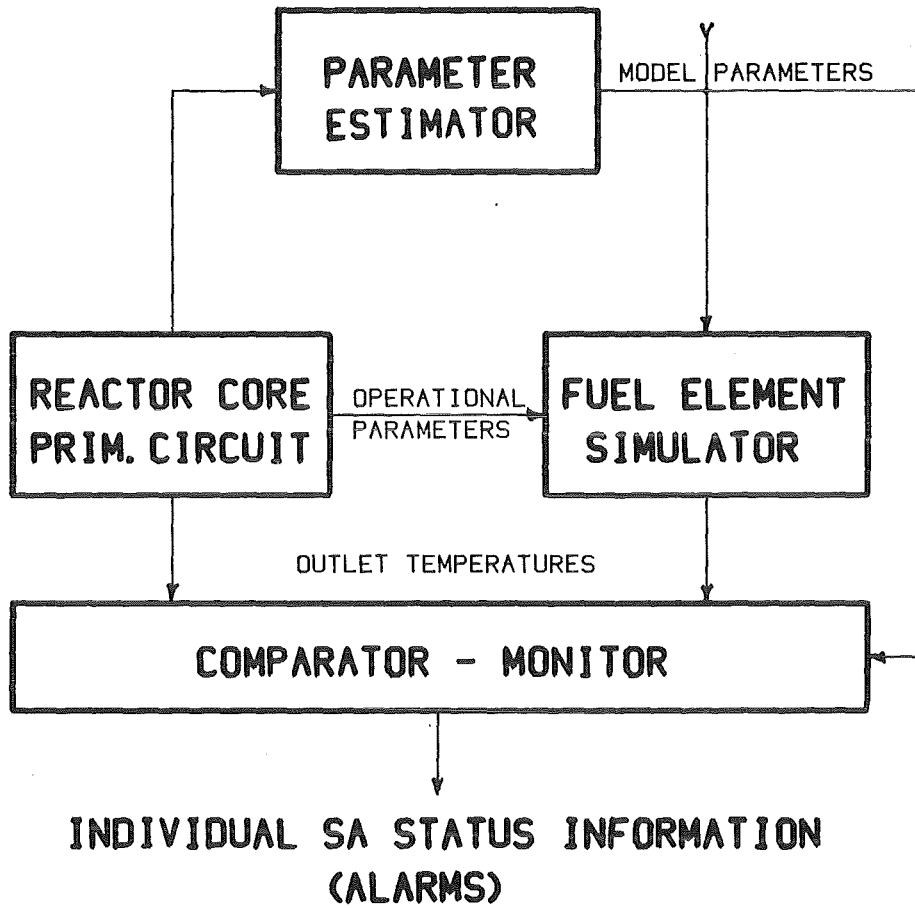 PARAMETER
ESTIMATOR
MODEL PARAMETERS
REACTOR CORE
PRIM. CIRCUIT
OPERATIONAL
PARAMETERS
FUEL ELEMENT
SIMULATOR
OUTLET TEMPERATURES
COMPARATOR - MONITOR
INDIVIDUAL SA STATUS INFORMATION
(ALARMS)